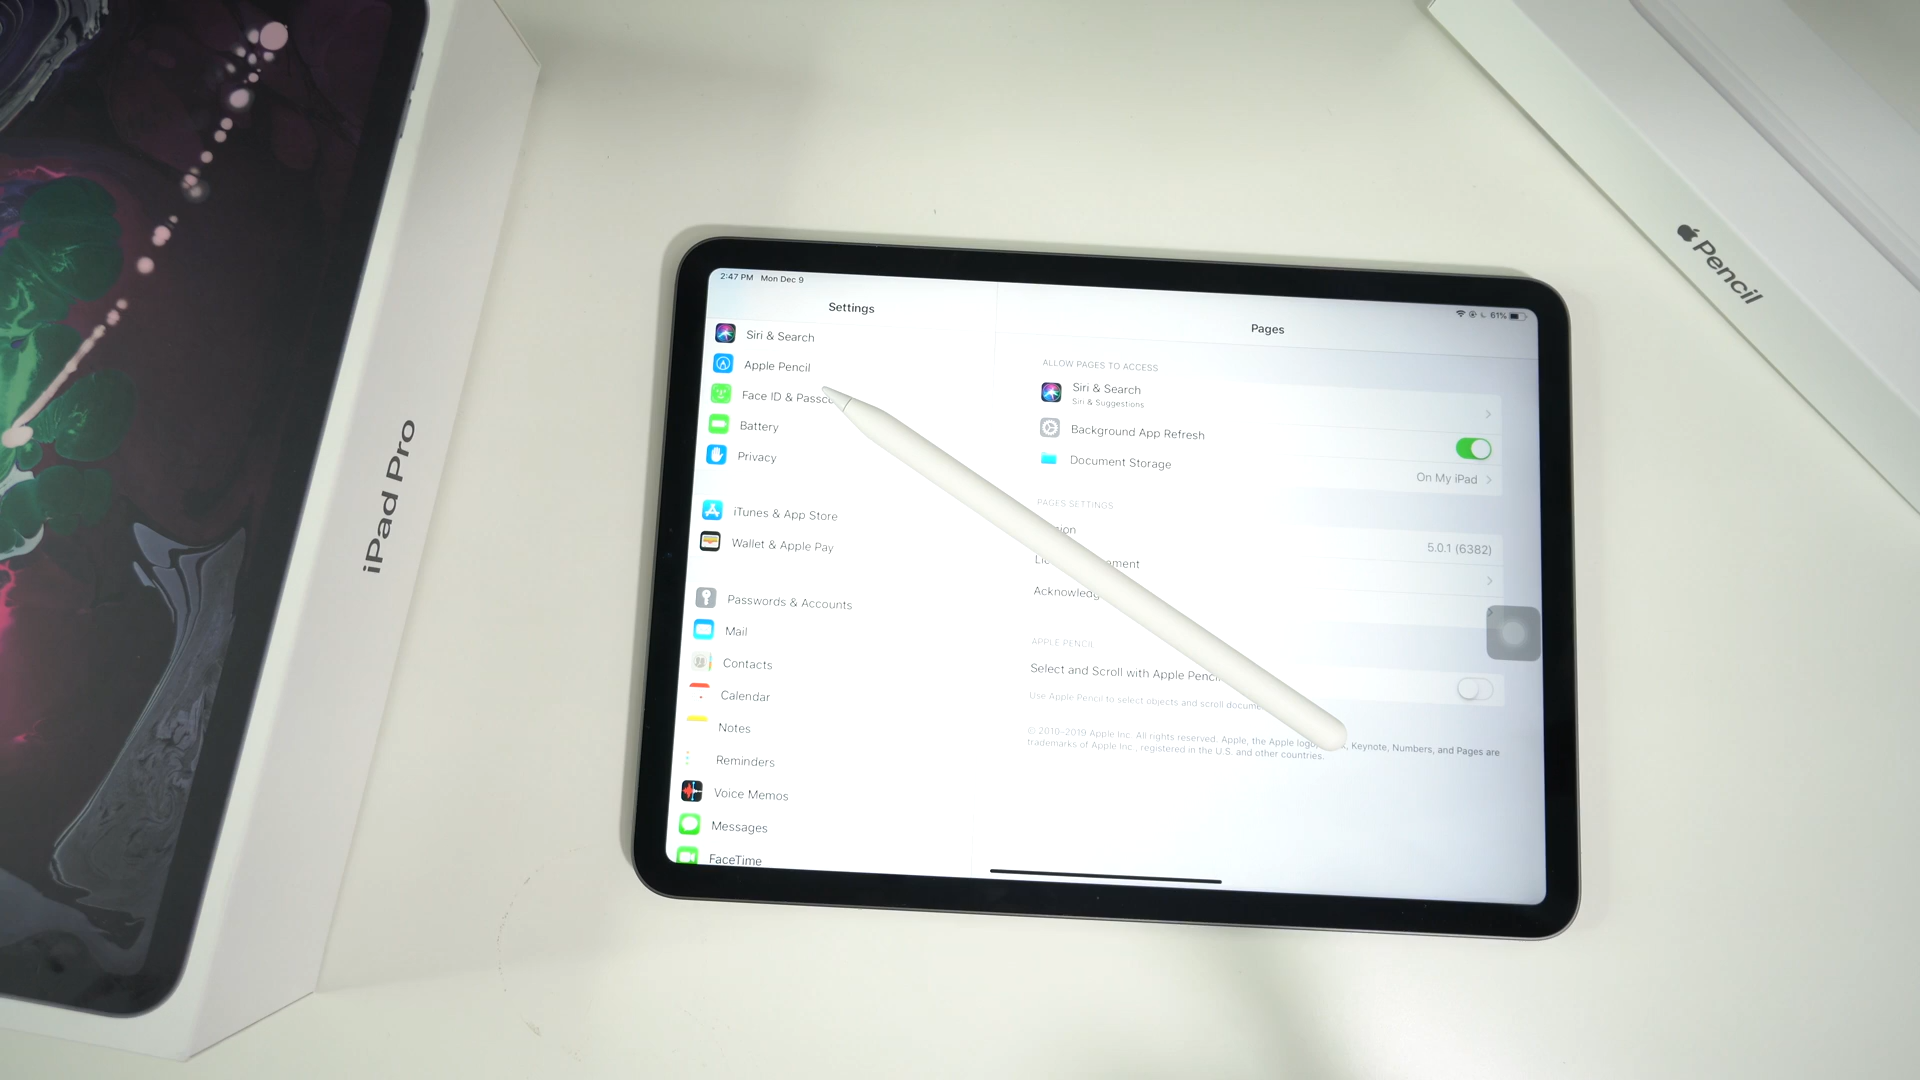 iPad Pro
Pencil
2:47 PM Mon Dec 9
61%
Settings
Siri & Search
Apple Pencil
Face ID & Passco
Battery
Privacy
iTunes & App Store
Wallet & Apple Pay
Passwords & Accounts
Mail
Contacts
Calendar
Notes
Reminders
Voice Memos
Messages
FaceTime
Pages
ALLOW PAGES TO ACCESS
Siri & Search
Siri & Suggestions
Background App Refresh
Document Storage
On My iPad
PAGES SETTINGS
5.0.1 (6382)
Acknowledg
APPLE PENCIL
Select and Scroll with Apple Pencil
Use Apple Pencil to select objects and scroll docume
© 2010-2019 Apple Inc. All rights reserved. Apple, the Apple logo, Keynote, Numbers, and Pages are
trademarks of Apple Inc., registered in the U.S. and other countries.